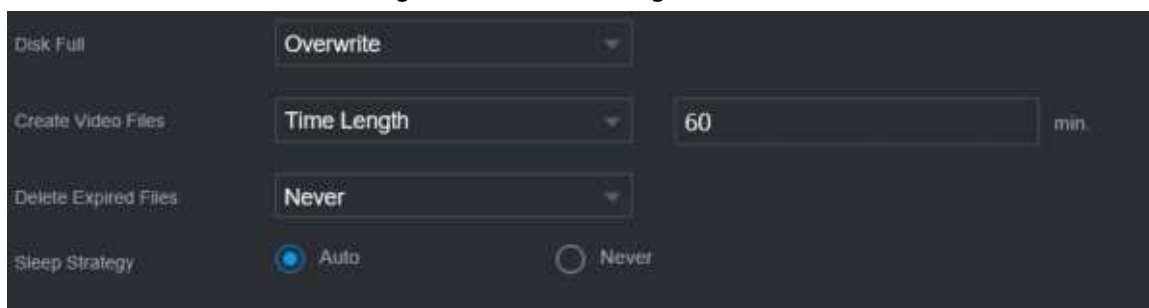 Disk Full Overwrite
Create Video Files Time Length 60 min.
Delete Expired Files Never
Sleep Strategy Auto Never